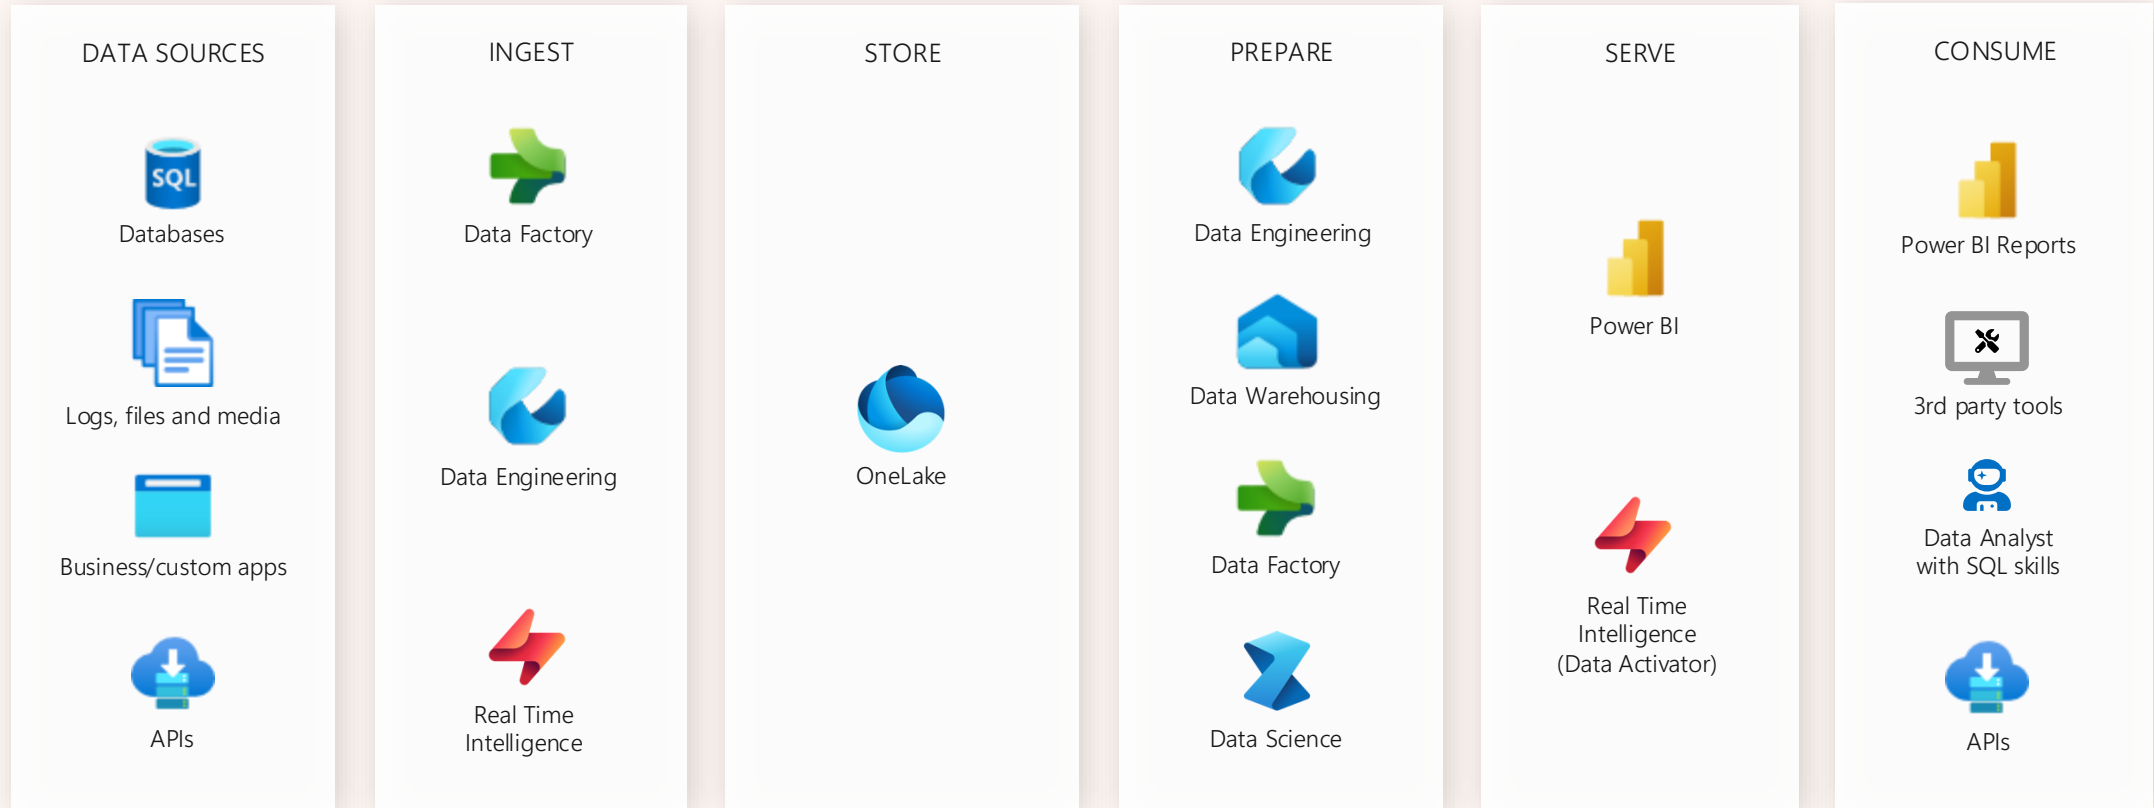 DATA SOURCES
SQL
Databases
Logs, files and media
Business/custom apps
APIs
INGEST
Data Factory
Data Engineering
Real Time
Intelligence
STORE
OneLake
PREPARE
Data Engineering
Data Warehousing
Data Factory
Data Science
SERVE
Power BI
Real Time
Intelligence
(Data Activator)
CONSUME
Power BI Reports
3rd party tools
Data Analyst
with SQL skills
APIs